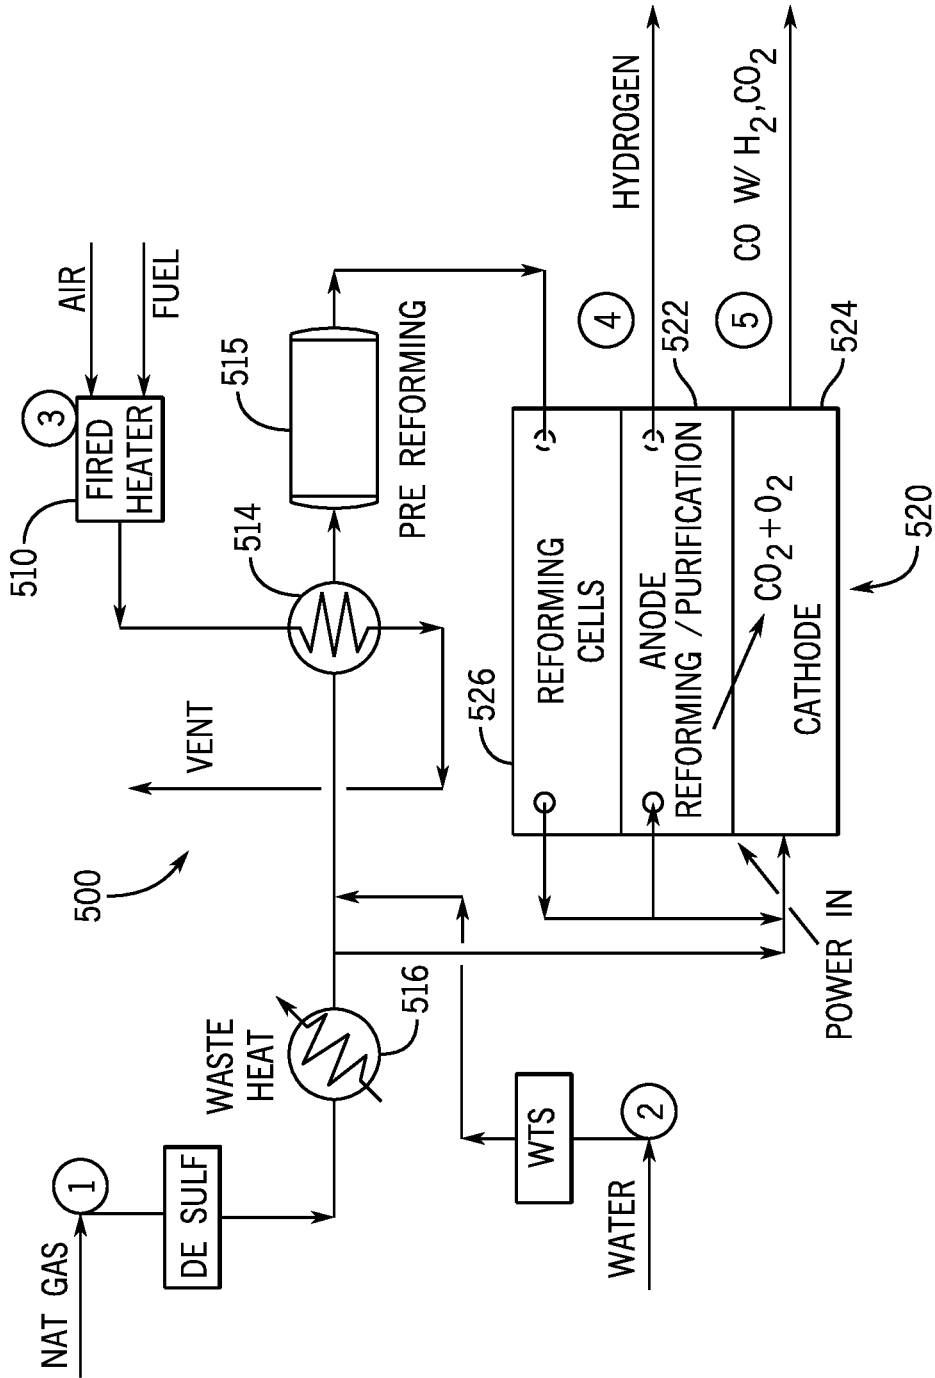 NAT GAS
1
DE SULF
WASTE
HEAT
516
WATER
2
WTS
500
VENT
510
3
FIRED
HEATER
AIR
FUEL
514
515
PRE REFORMING
POWER IN
526
REFORMING
CELLS
ANODE
REFORMING/PURIFICATION
CO2+O2
CATHODE
520
522
524
4
HYDROGEN
5
CO W/ H2,CO2